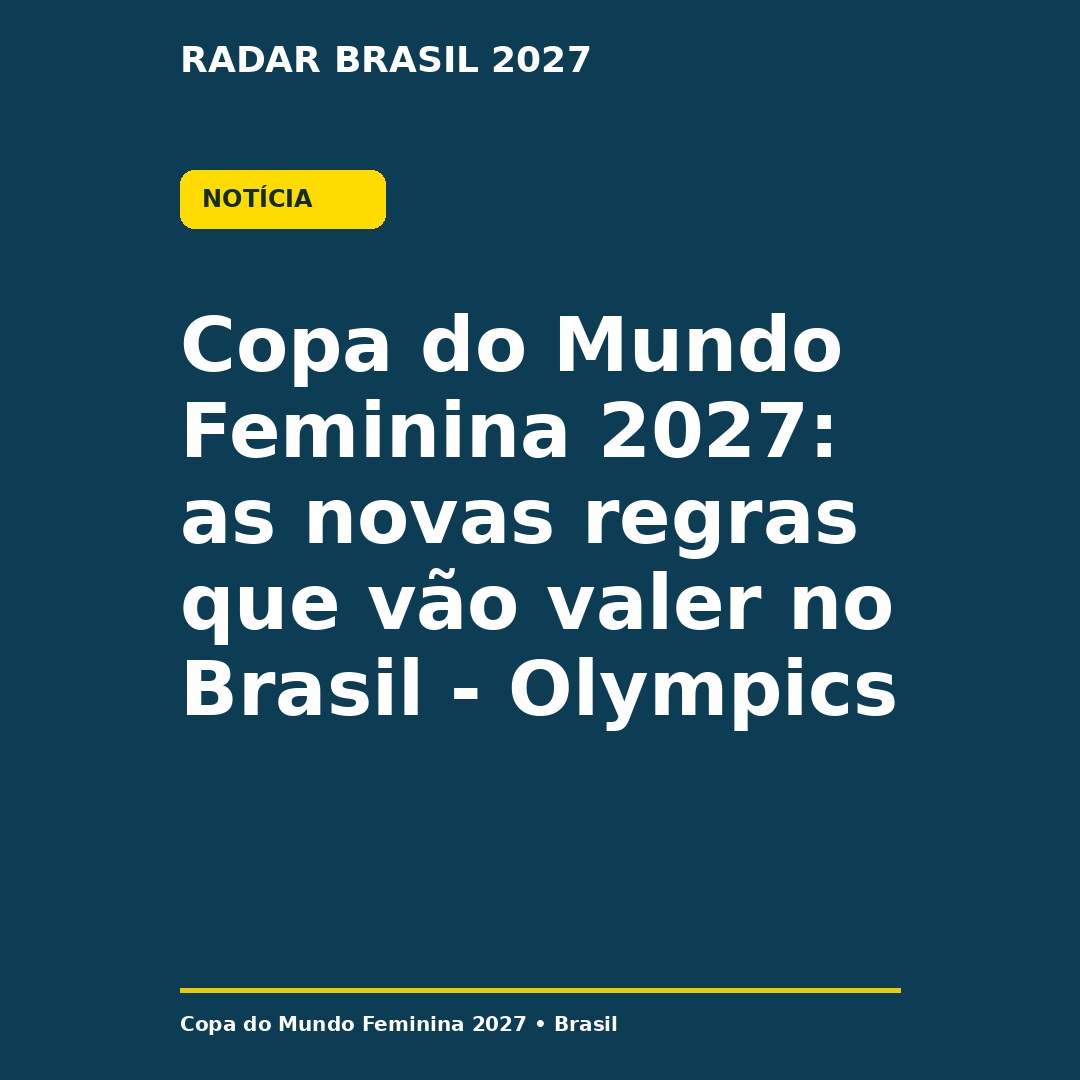 RADAR BRASIL 2027
NOTÍCIA
Copa do Mundo
Feminina 2027:
as novas regras
que vão valer no
Brasil - Olympics
Copa do Mundo Feminina 2027 • Brasil